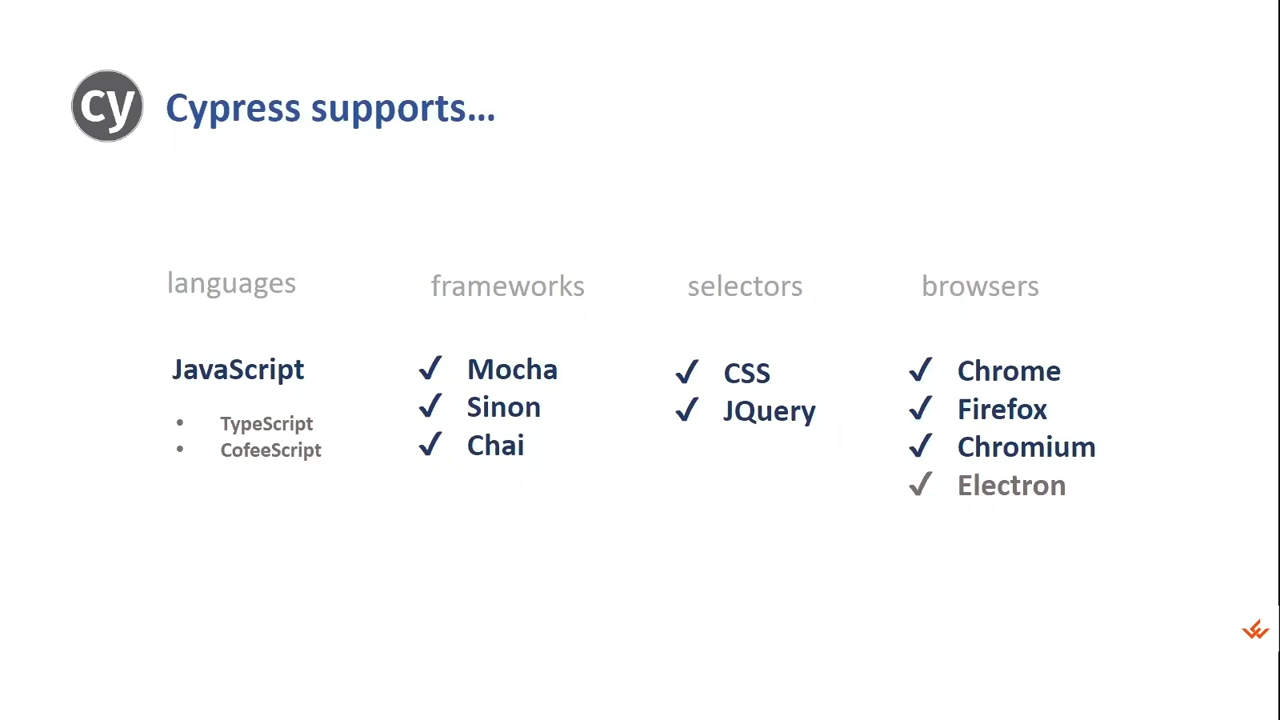 cy
Cypress supports...
languages
JavaScript
• TypeScript
• CofeeScript
frameworks
✓ Mocha
✓ Sinon
✓ Chai
selectors
✓ CSS
✓ JQuery
browsers
✓ Chrome
✓ Firefox
✓ Chromium
✓ Electron